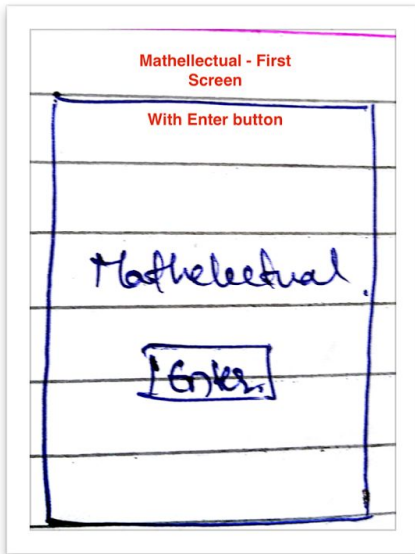 Mathellectual - First
Screen
With Enter button
Mathelectual
Enter